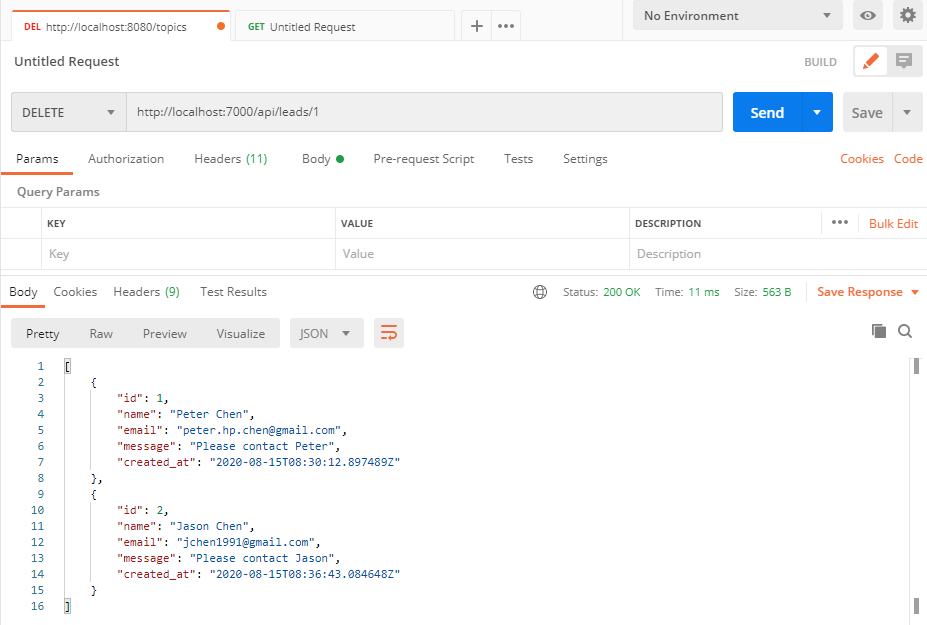 DEL http://localhost:8080/topics GET Untitled Request + ••• No Environment
Untitled Request BUILD
DELETE http://localhost:7000/api/leads/1 Send Save
Params Authorization Headers (11) Body Pre-request Script Tests Settings Cookies Code
Query Params
KEY VALUE DESCRIPTION ••• Bulk Edit
Key Value Description
Body Cookies Headers (9) Test Results Status: 200 OK Time: 11 ms Size: 563 B Save Response
Pretty Raw Preview Visualize JSON
1 [
2 {
3 "id": 1,
4 "name": "Peter Chen",
5 "email": "peter.hp.chen@gmail.com",
6 "message": "Please contact Peter",
7 "created_at": "2020-08-15T08:30:12.897489Z"
8 },
9 {
10 "id": 2,
11 "name": "Jason Chen",
12 "email": "jchen1991@gmail.com",
13 "message": "Please contact Jason",
14 "created_at": "2020-08-15T08:36:43.084648Z"
15 }
16 ]